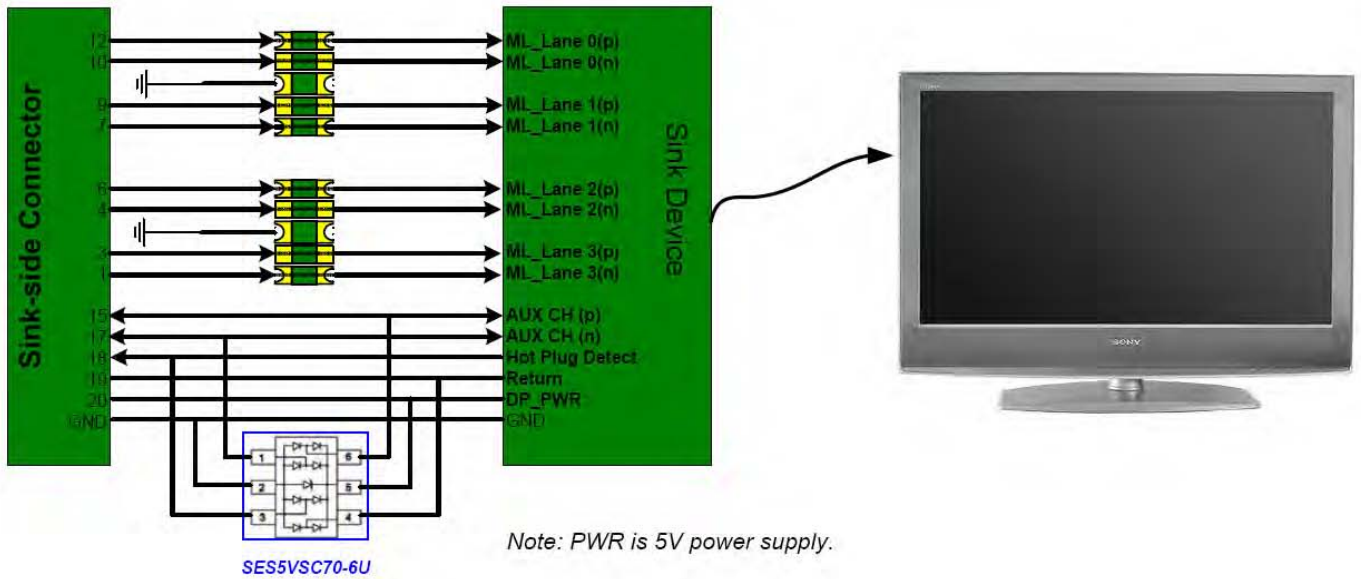 Sink-side Connector
12
10
9
7
6
4
3
1
15
17
18
19
20
GND
ML_Lane 0(p)
ML_Lane 0(n)
ML_Lane 1(p)
ML_Lane 1(n)
ML_Lane 2(p)
ML_Lane 2(n)
ML_Lane 3(p)
ML_Lane 3(n)
AUX CH (p)
AUX CH (n)
Hot Plug Detect
Return
DP_PWR
GND
Sink Device
SONY
1
2
3
6
5
4
SES5VSC70-6U
Note: PWR is 5V power supply.